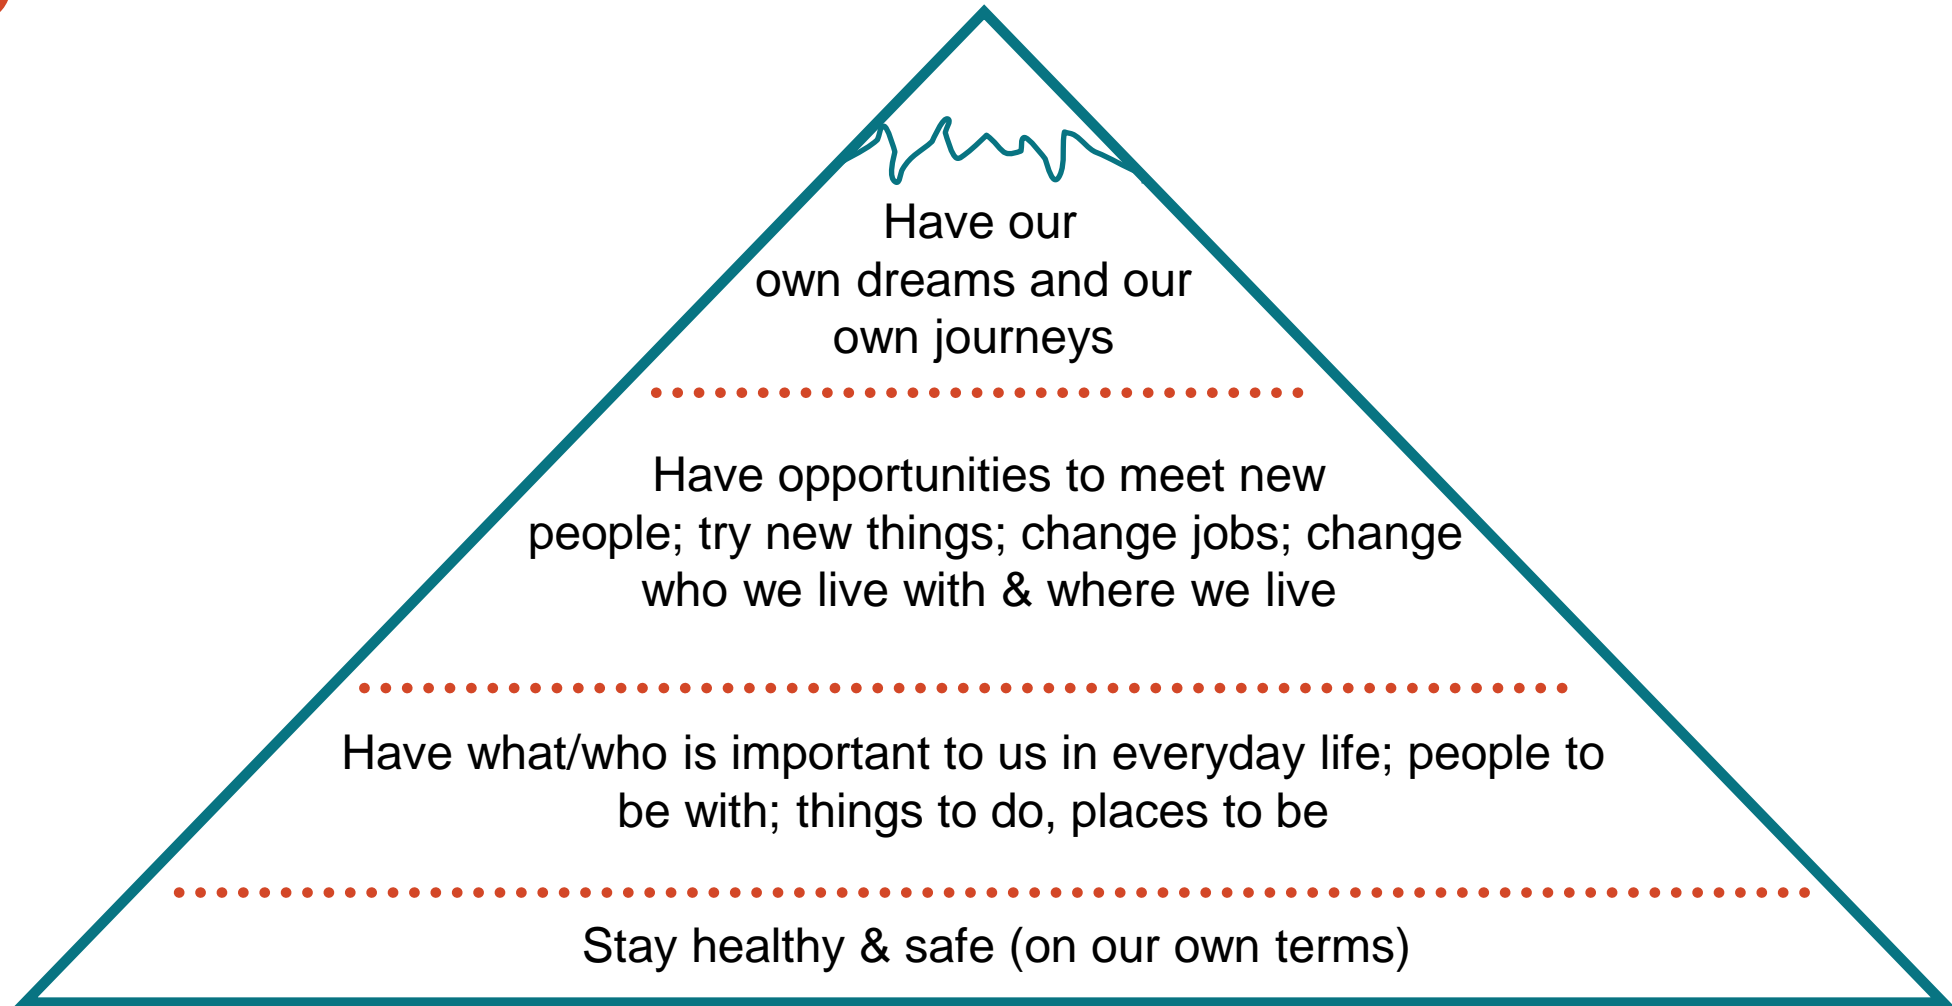 Have our
own dreams and our
own journeys
Have opportunities to meet new
people; try new things; change jobs; change
who we live with & where we live
Have what/who is important to us in everyday life; people to
be with; things to do, places to be
Stay healthy & safe (on our own terms)